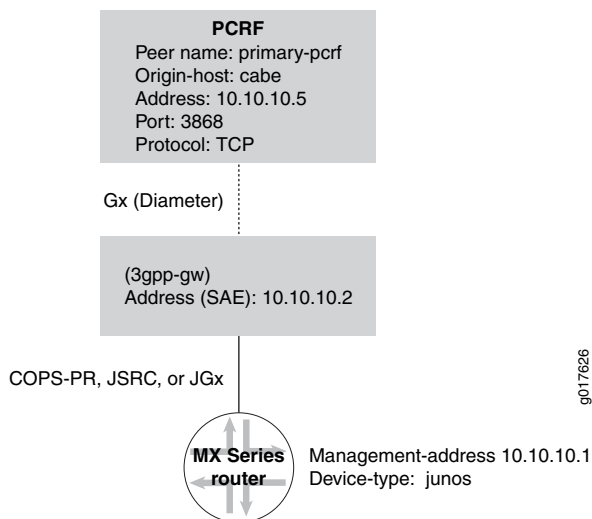 PCRF
Peer name: primary-pcrf
Origin-host: cabe
Address: 10.10.10.5
Port: 3868
Protocol: TCP
Gx (Diameter)
(3gpp-gw)
Address (SAE): 10.10.10.2
COPS-PR, JSRC, or JGx
MX Series
router
Management-address 10.10.10.1
Device-type: junos
g017626